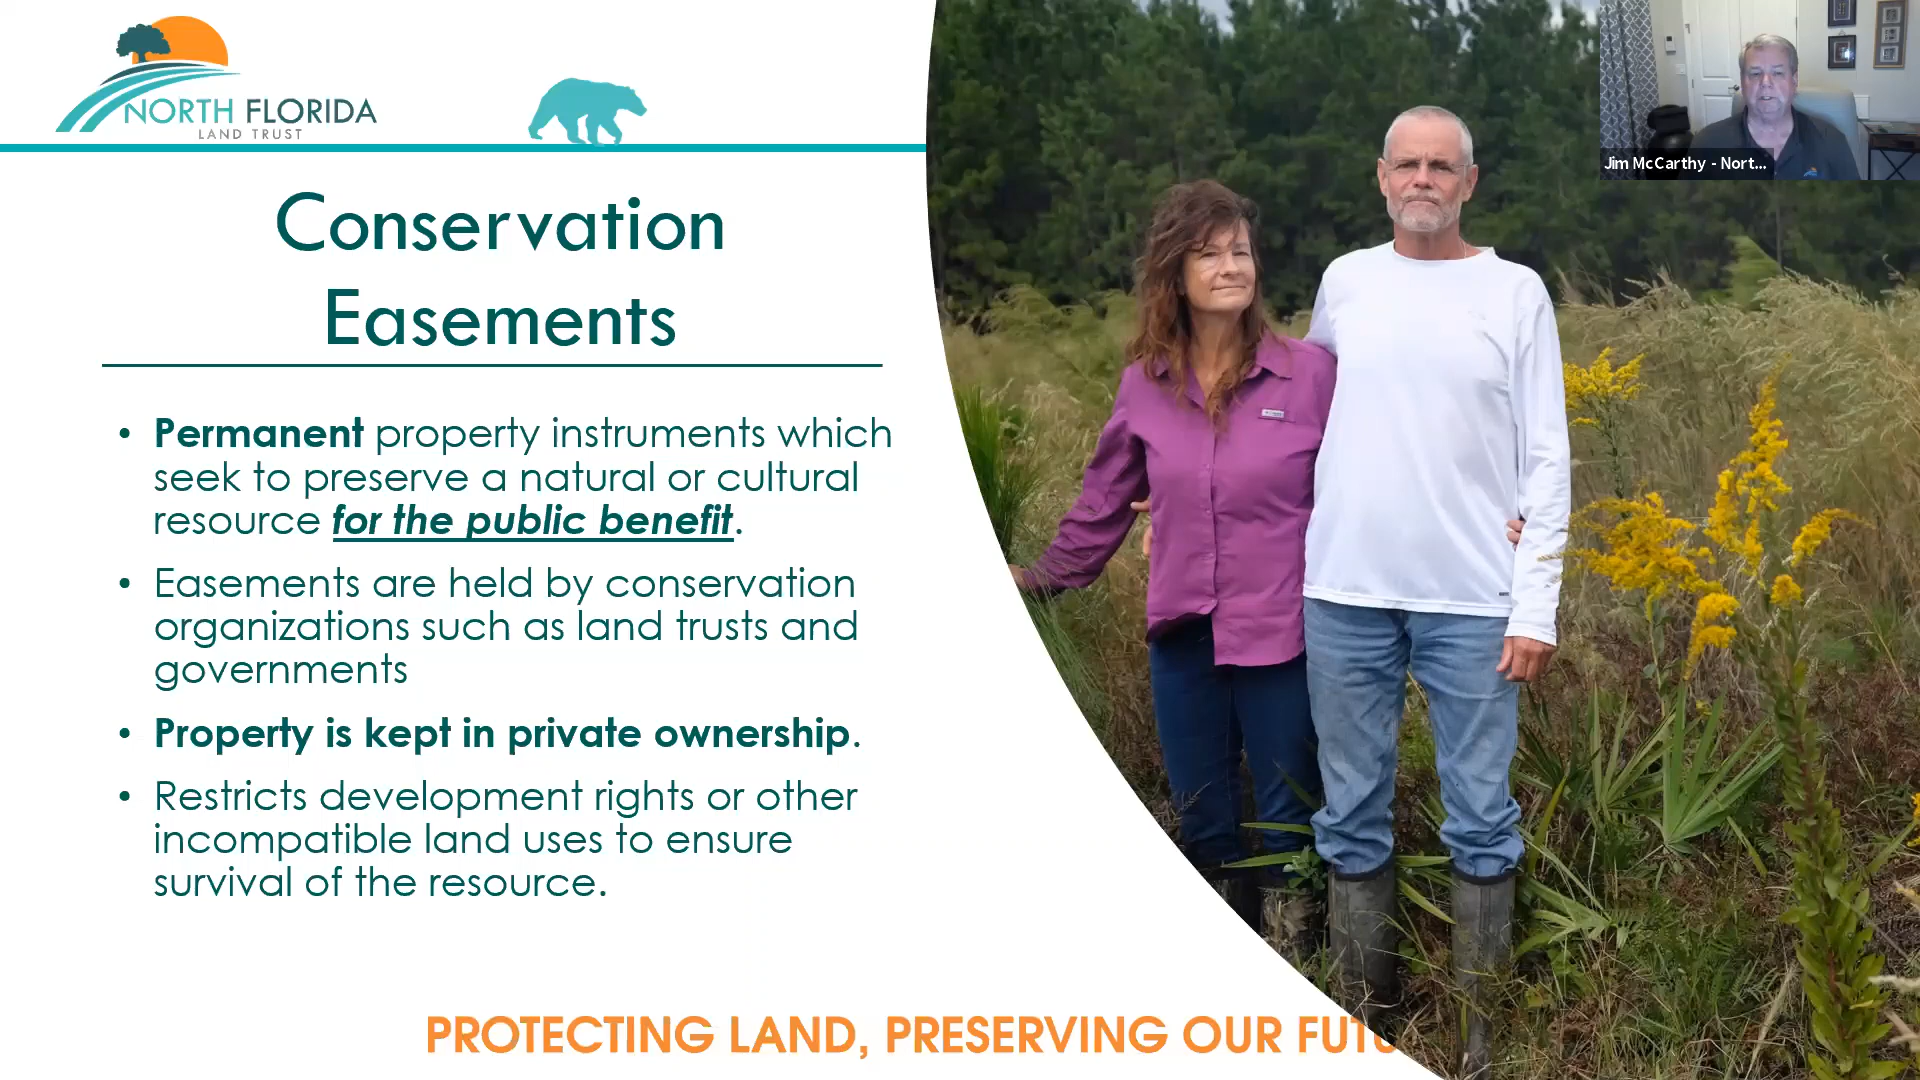 NORTH FLORIDA
LAND TRUST
Jim McCarthy - Nort...
Conservation
Easements
• Permanent property instruments which
seek to preserve a natural or cultural
resource for the public benefit.
• Easements are held by conservation
organizations such as land trusts and
governments
• Property is kept in private ownership.
• Restricts development rights or other
incompatible land uses to ensure
survival of the resource.
PROTECTING LAND, PRESERVING OUR FUTU